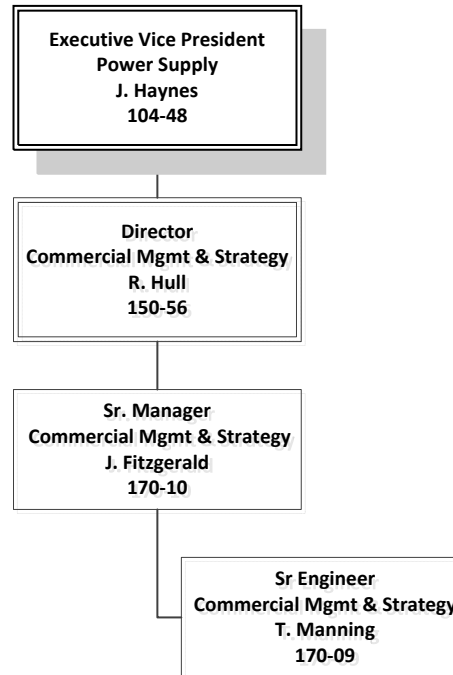 Executive Vice President
Power Supply
J. Haynes
104-48
Director
Commercial Mgmt & Strategy
R. Hull
150-56
Sr. Manager
Commercial Mgmt & Strategy
J. Fitzgerald
170-10
Sr Engineer
Commercial Mgmt & Strategy
T. Manning
170-09